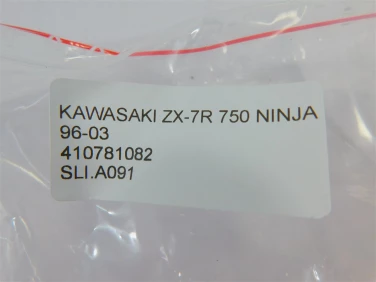 KAWASAKI ZX-7R 750 NINJA
96-03
410781082
SLI.A091